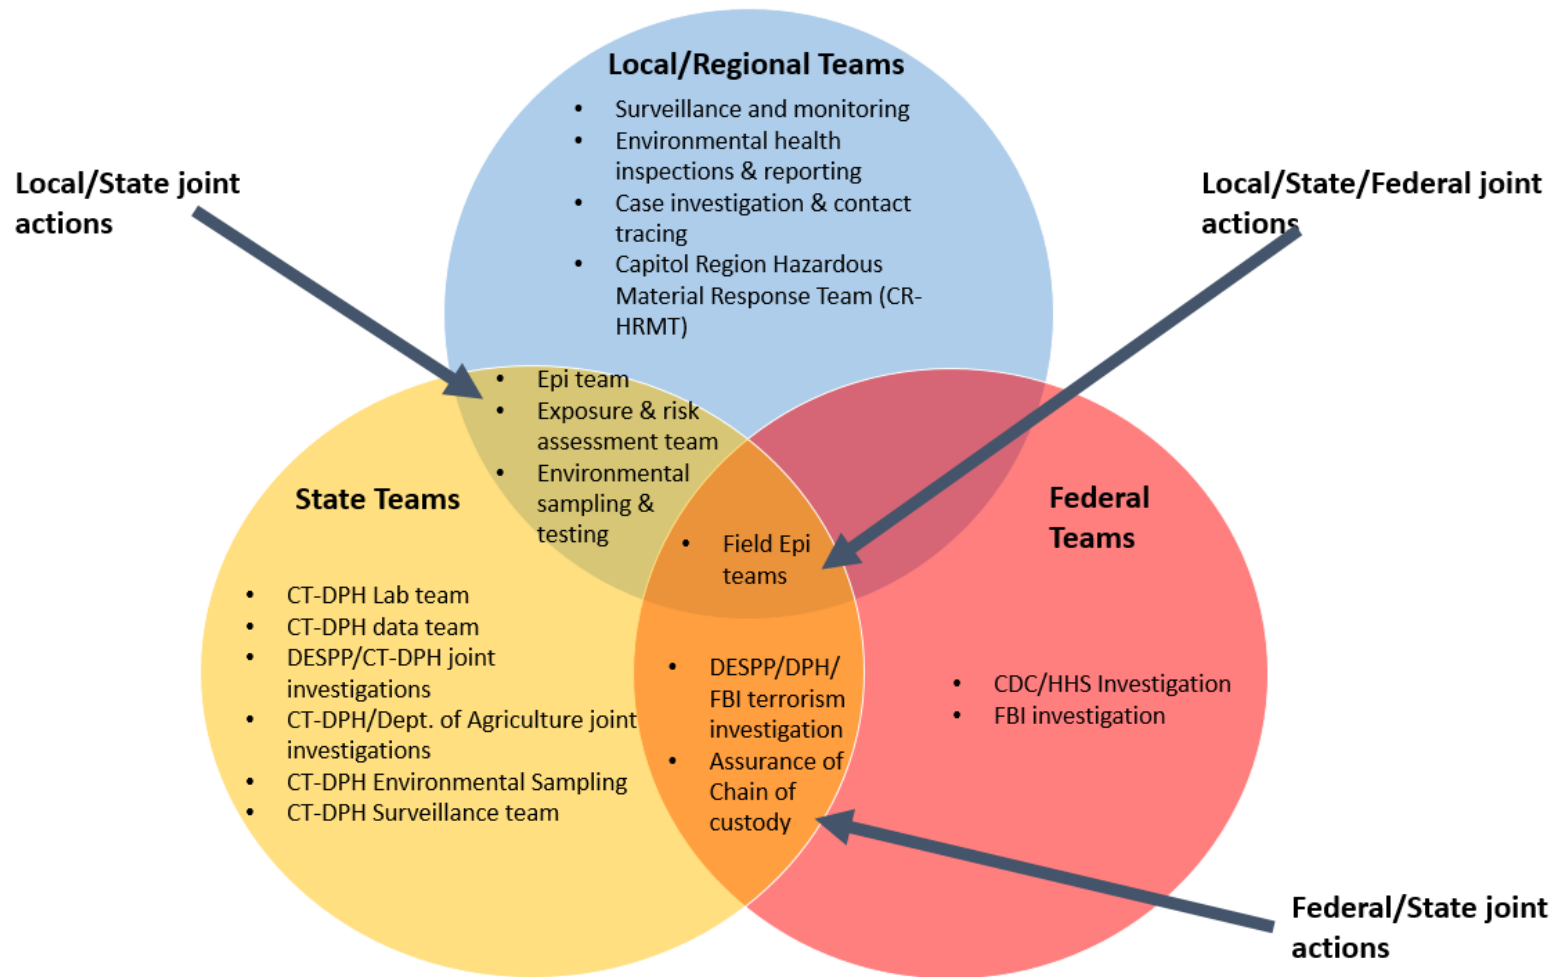 Local/Regional Teams
• Surveillance and monitoring
• Environmental health
inspections & reporting
• Case investigation & contact
tracing
• Capitol Region Hazardous
Material Response Team (CR-
HRMT)
Local/State joint
actions
Local/State/Federal joint
actions
• Epi team
• Exposure & risk
assessment team
• Environmental
sampling &
testing
State Teams
• CT-DPH Lab team
• CT-DPH data team
• DESPP/CT-DPH joint
investigations
• CT-DPH/Dept. of Agriculture joint
investigations
• CT-DPH Environmental Sampling
• CT-DPH Surveillance team
• Field Epi
teams
• DESPP/DPH/
FBI terrorism
investigation
• Assurance of
Chain of
custody
Federal
Teams
• CDC/HHS Investigation
• FBI investigation
Federal/State joint
actions